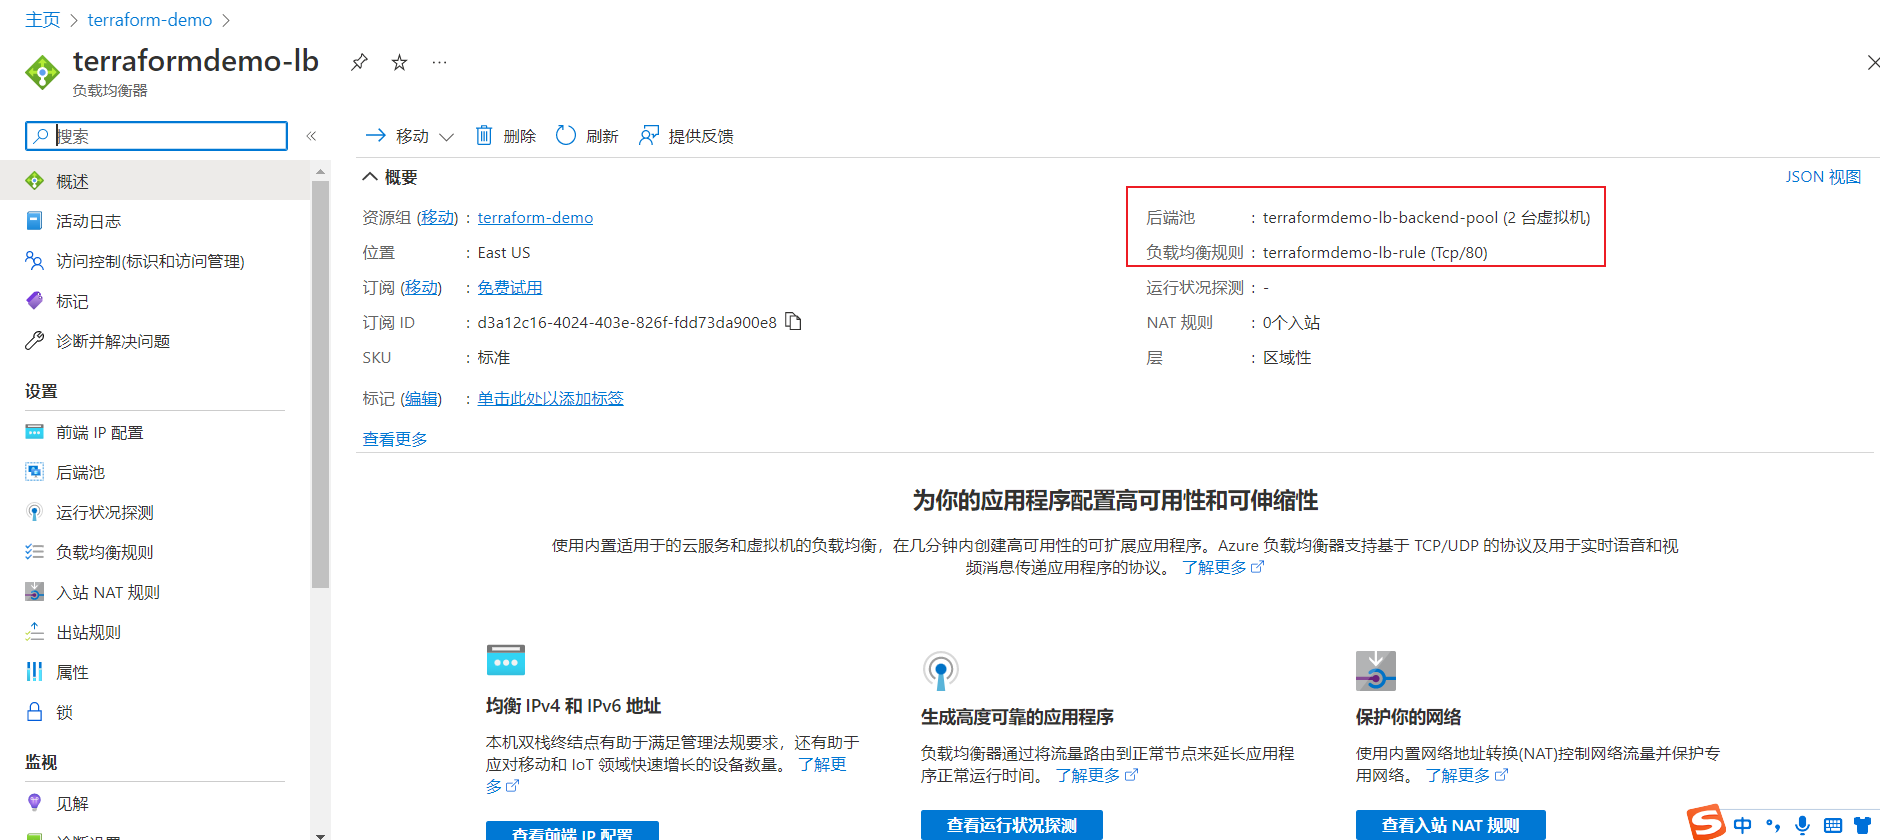 主页 > terraform-demo >
terraformdemo-lb
负载均衡器
搜索
移动 删除 刷新 提供反馈
概述
活动日志
访问控制(标识和访问管理)
标记
诊断并解决问题
设置
前端 IP 配置
后端池
运行状况探测
负载均衡规则
入站 NAT 规则
出站规则
属性
锁
监视
见解
诊断设置
概要
JSON 视图
资源组 (移动) : terraform-demo
位置 : East US
订阅 (移动) : 免费试用
订阅 ID : d3a12c16-4024-403e-826f-fdd73da900e8
SKU : 标准
标记 (编辑) : 单击此处以添加标签
查看更多
后端池 : terraformdemo-lb-backend-pool (2 台虚拟机)
负载均衡规则 : terraformdemo-lb-rule (Tcp/80)
运行状况探测 : -
NAT 规则 : 0个入站
层 : 区域性
为你的应用程序配置高可用性和可伸缩性
使用内置适用于的云服务和虚拟机的负载均衡，在几分钟内创建高可用性的可扩展应用程序。Azure 负载均衡器支持基于 TCP/UDP 的协议及用于实时语音和视
频消息传递应用程序的协议。 了解更多
均衡 IPv4 和 IPv6 地址
本机双栈终结点有助于满足管理法规要求，还有助于
应对移动和 IoT 领域快速增长的设备数量。 了解更
多
查看前端 IP 配置
生成高度可靠的应用程序
负载均衡器通过将流量路由到正常节点来延长应用程
序正常运行时间。 了解更多
查看运行状况探测
保护你的网络
使用内置网络地址转换(NAT)控制网络流量并保护专
用网络。 了解更多
查看入站 NAT 规则
S 中